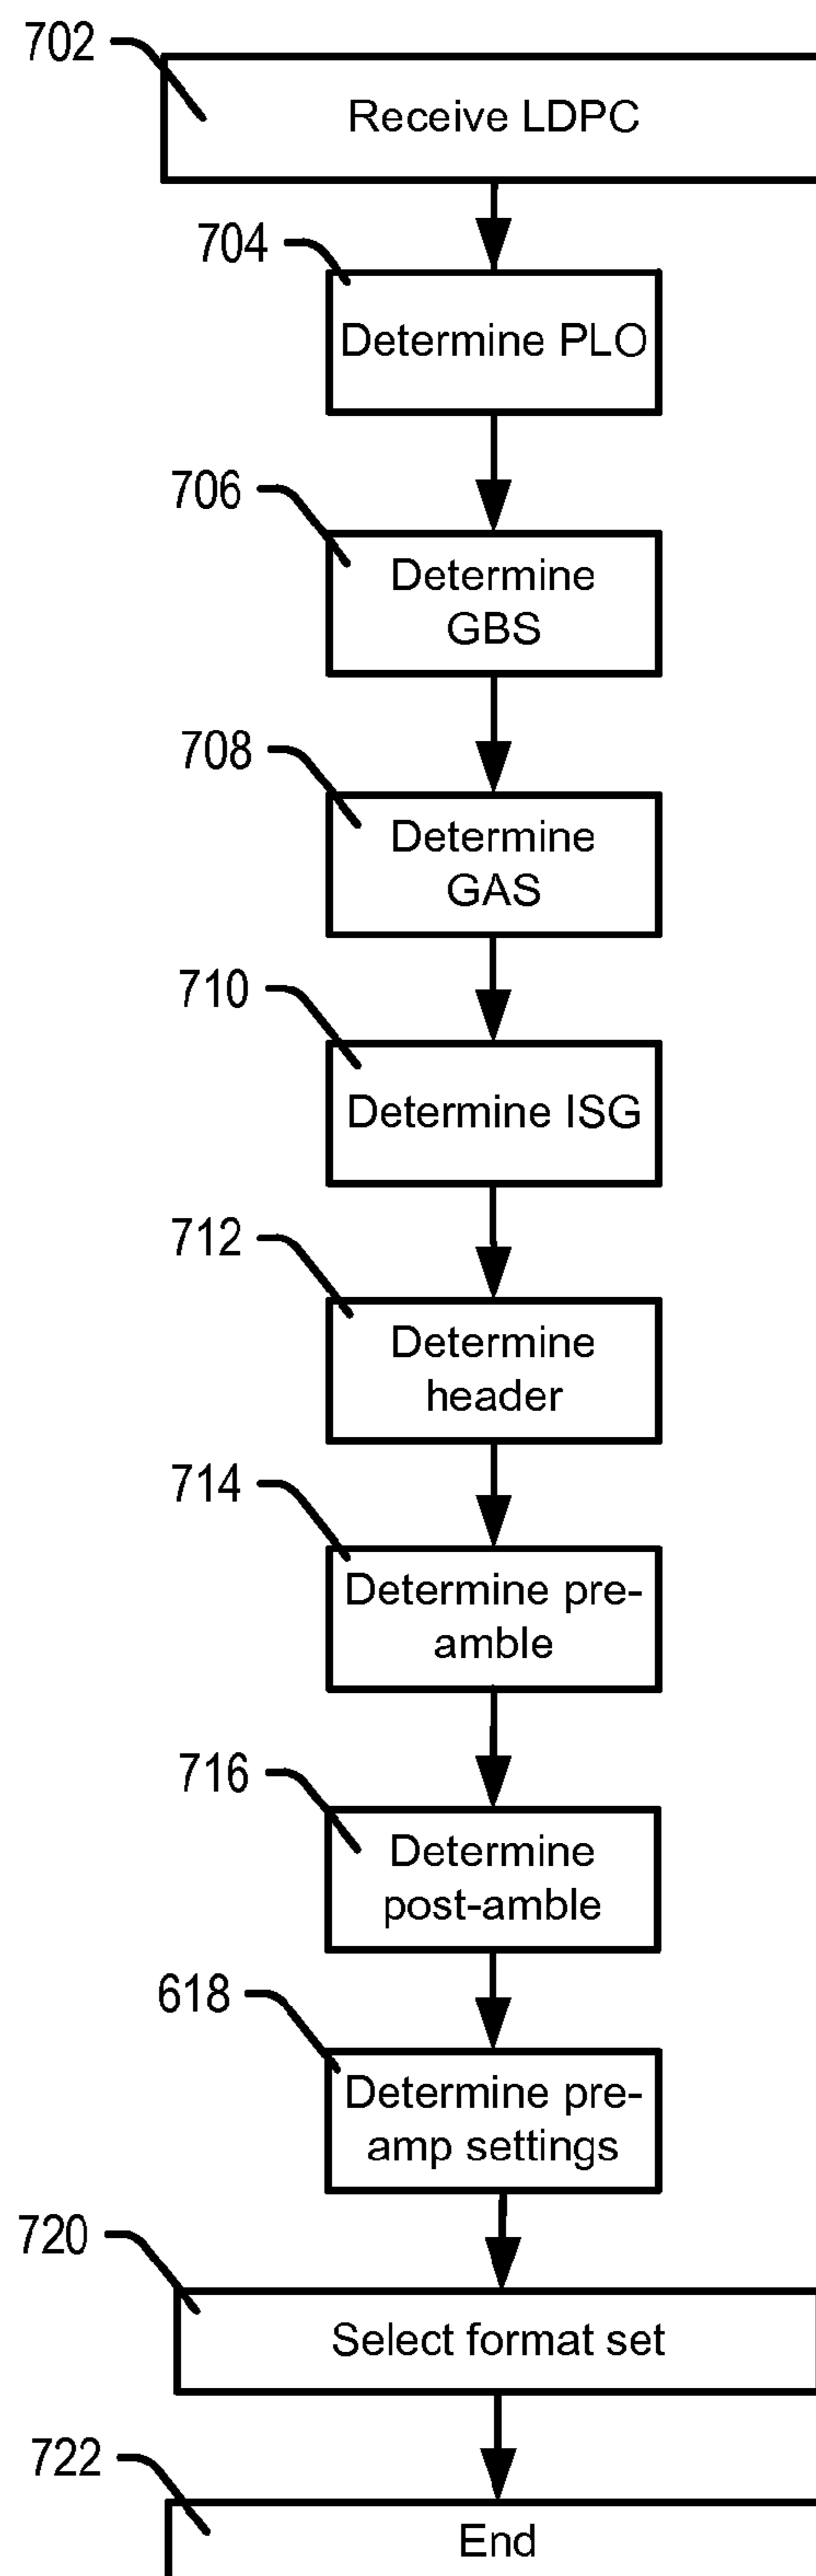 702
Receive LDPC
704
Determine PLO
706
Determine
GBS
708
Determine
GAS
710
Determine ISG
712
Determine
header
714
Determine pre-
amble
716
Determine
post-amble
618
Determine pre-
amp settings
720
Select format set
722
End